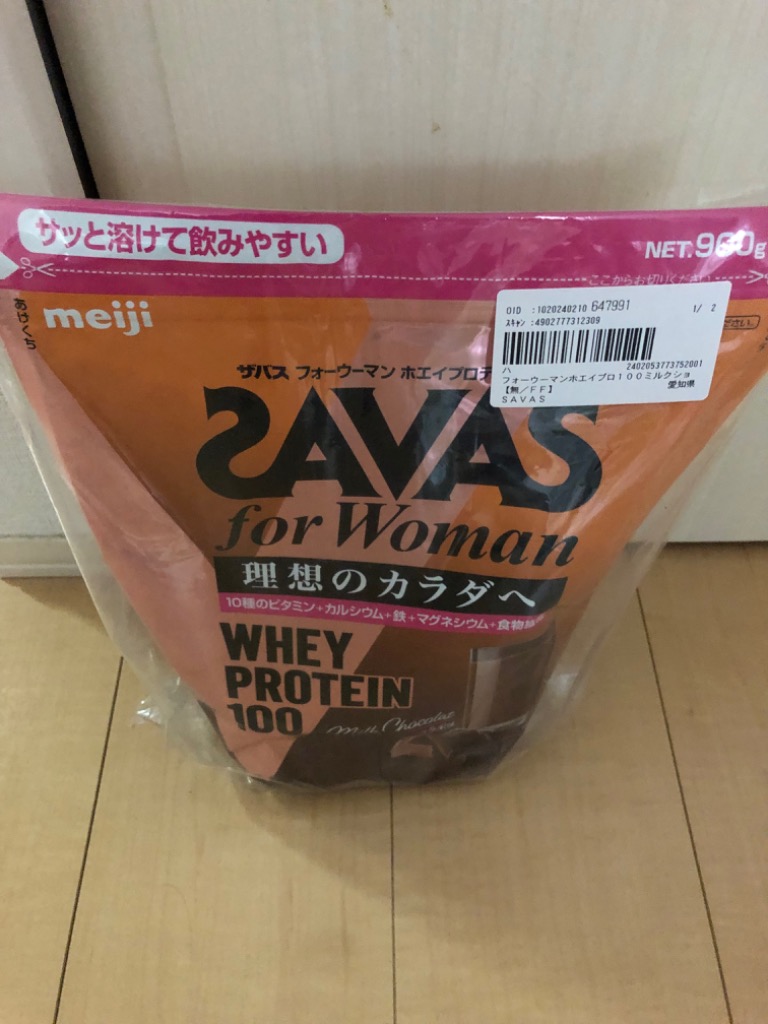 サッと溶けて飲みやすい
NET.960g
ここからお切りください
あけくち
meiji
OID :1020240210 647991 1/ 2
ｽｷｬﾝ :4902777312309
ハ 2402053773752001
フォーウーマンホエイプロ１００ミルクショ
【無／ＦＦ】 愛知県
ＳＡＶＡＳ
ださい。
ザバス フォーウーマン ホエイプロテ
SAVAS
for Woman
理想のカラダへ
10種のビタミン+カルシウム+鉄+マグネシウム+食物
WHEY
PROTEIN
100
Milk Chocolat